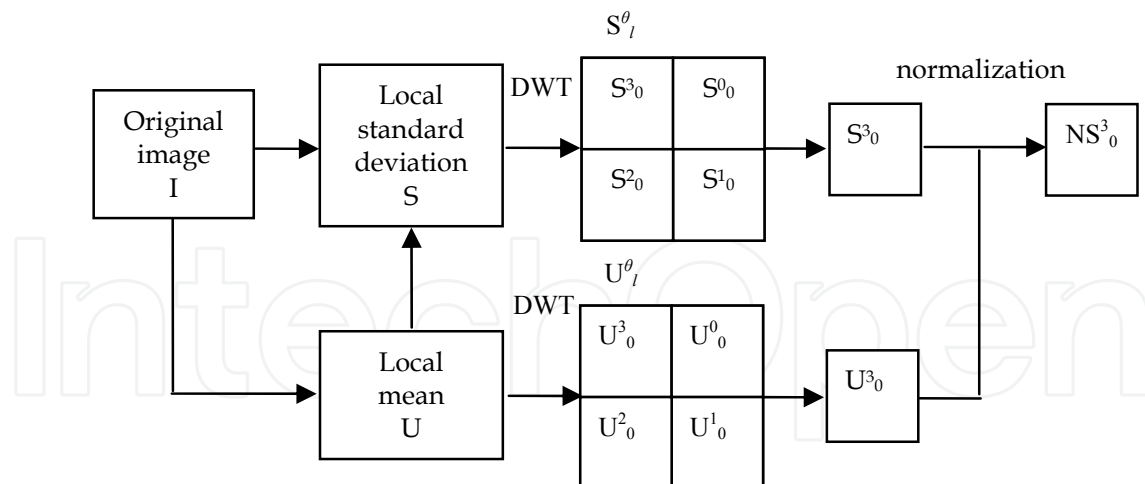 S^θ_l
DWT
normalization
Original
image
I
Local
standard
deviation
S
S³₀ S⁰₀
S²₀ S¹₀
S³₀
NS³₀
U^θ_l
DWT
Local
mean
U
U³₀ U⁰₀
U²₀ U¹₀
U³₀
IntechOpen